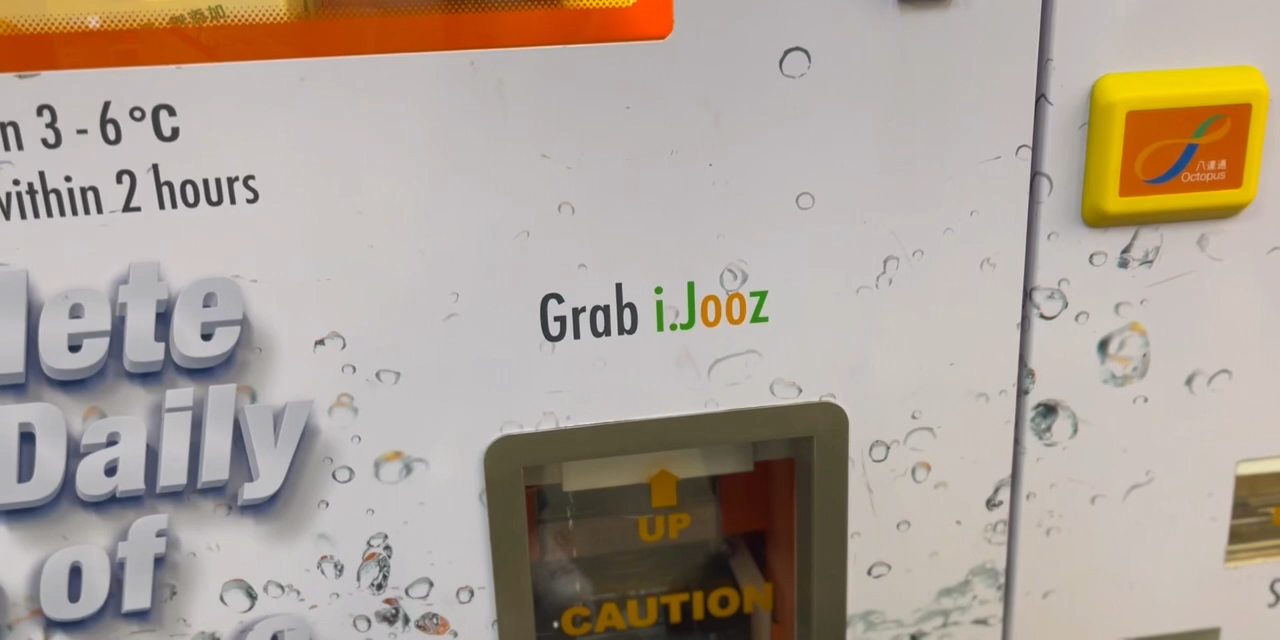 n 3 - 6°C
within 2 hours
八達通
Octopus
Grab i.Jooz
lete
Daily
of
UP
CAUTION